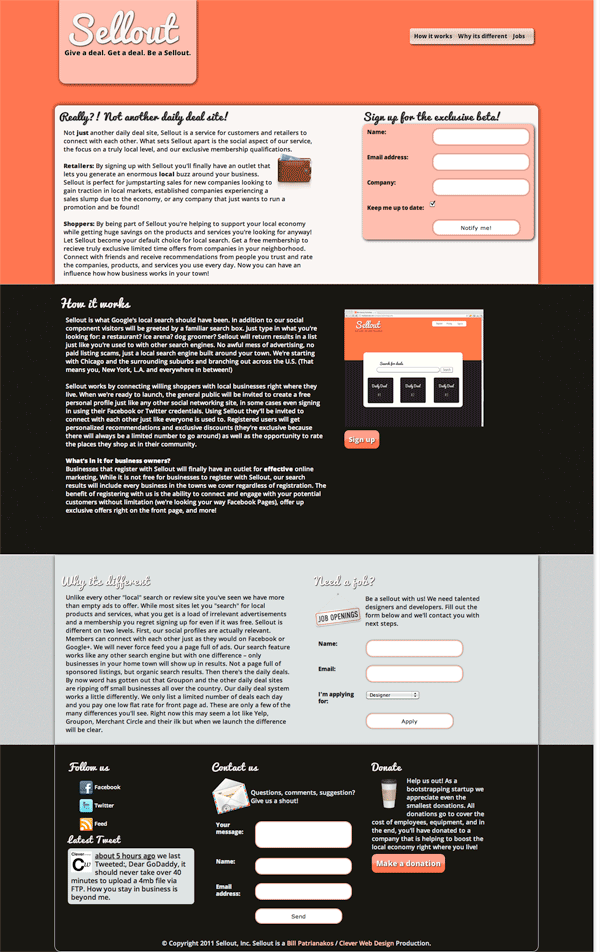 Sellout
Give a deal. Get a deal. Be a Sellout.
How it works Why its different Jobs
Really?! Not another daily deal site!
Not just another daily deal site, Sellout is a service for customers and retailers to
connect with each other. What sets Sellout apart is the social aspect of our service,
the focus on a truly local level, and our exclusive membership qualifications.
Retailers: By signing up with Sellout you'll finally have an outlet that
lets you generate an enormous local buzz around your business.
Sellout is perfect for jumpstarting sales for new companies looking to
gain traction in local markets, established companies experiencing a
sales slump due to the economy, or any company that just wants to run a
promotion and be found!
Shoppers: By being part of Sellout you're helping to support your local economy
while getting huge savings on the products and services you're looking for anyway!
Let Sellout become your default choice for local search. Get a free membership to
recieve truly exclusive limited time offers from companies in your neighborhood.
Connect with friends and receive recommendations from people you trust and rate
the companies, products, and services you use every day. Now you can have an
influence how how business works in your town!
Sign up for the exclusive beta!
Name:
Email address:
Company:
Keep me up to date:
Notify me!
How it works
Sellout is what Google's local search should have been. In addition to our social
component visitors will be greeted by a familiar search box. Just type in what you're
looking for: a restaurant? ice arena? dog groomer? Sellout will return results in a list
just like you're used to with other search engines. No awful mess of advertising, no
paid listing scams, just a local search engine built around your town. We're starting
with Chicago and the surrounding suburbs and branching out across the U.S. (That
means you, New York, L.A. and everywhere in between!)
Sellout works by connecting willing shoppers with local businesses right where they
live. When we're ready to launch, the general public will be invited to create a free
personal profile just like any other social networking site, in some cases even signing
in using their Facebook or Twitter credentials. Using Sellout they'll be invited to
connect with each other just like everyone is used to. Registered users will get
personalized recommendations and exclusive discounts (they're exclusive because
there will always be a limited number to go around) as well as the opportunity to rate
the places they shop at in their community.
What's in it for business owners?
Businesses that register with Sellout will finally have an outlet for effective online
marketing. While it is not free for businesses to register with Sellout, our search
results will include every business in the towns we cover regardless of registration. The
benefit of registering with us is the ability to connect and engage with your potential
customers without limitation (we're looking your way Facebook Pages), offer up
exclusive offers right on the front page, and more!
Sellout
Search for deals
Daily Deal Daily Deal Daily Deal
#1 #2 #3
Sign up
Why its different
Unlike every other "local" search or review site you've seen we have more
than empty ads to offer. While most sites let you "search" for local
products and services, what you get is a load of irrelevant advertisements
and a membership you regret signing up for even if it was free. Sellout is
different on two levels. First, our social profiles are actually relevant.
Members can connect with each other just as they would on Facebook or
Google+. We will never force feed you a page full of ads. Our search feature
works like any other search engine but with one difference – only
businesses in your home town will show up in results. Not a page full of
sponsored listings, but organic search results. Then there's the daily deals.
By now word has gotten out that Groupon and the other daily deal sites
are ripping off small businesses all over the country. Our daily deal system
works a little differently. We only list a limited number of deals each day
and you pay one low flat rate for front page ad. These are only a few of the
many differences you'll see. Right now this may seem a lot like Yelp,
Groupon, Merchant Circle and their ilk but when we launch the difference
will be clear.
Need a job?
JOB OPENINGS
Be a sellout with us! We need talented
designers and developers. Fill out the
form below and we'll contact you with
next steps.
Name:
Email:
I'm applying
for:
Designer
Apply
Follow us
Facebook
Twitter
Feed
Latest Tweet
Clever
Cw
about 5 hours ago we last
Tweeted:, Dear GoDaddy, it
should never take over 40
minutes to upload a 4mb file via
FTP. How you stay in business is
beyond me.
Contact us
Questions, comments, suggestion?
Give us a shout!
Your
message:
Name:
Email
address:
Send
Donate
Help us out! As a
bootstrapping startup we
appreciate even the
smallest donations. All
donations go to cover the
cost of employees, equipment, and in
the end, you'll have donated to a
company that is helping to boost the
local economy right where you live!
Make a donation
© Copyright 2011 Sellout, Inc. Sellout is a Bill Patrianakos / Clever Web Design Production.